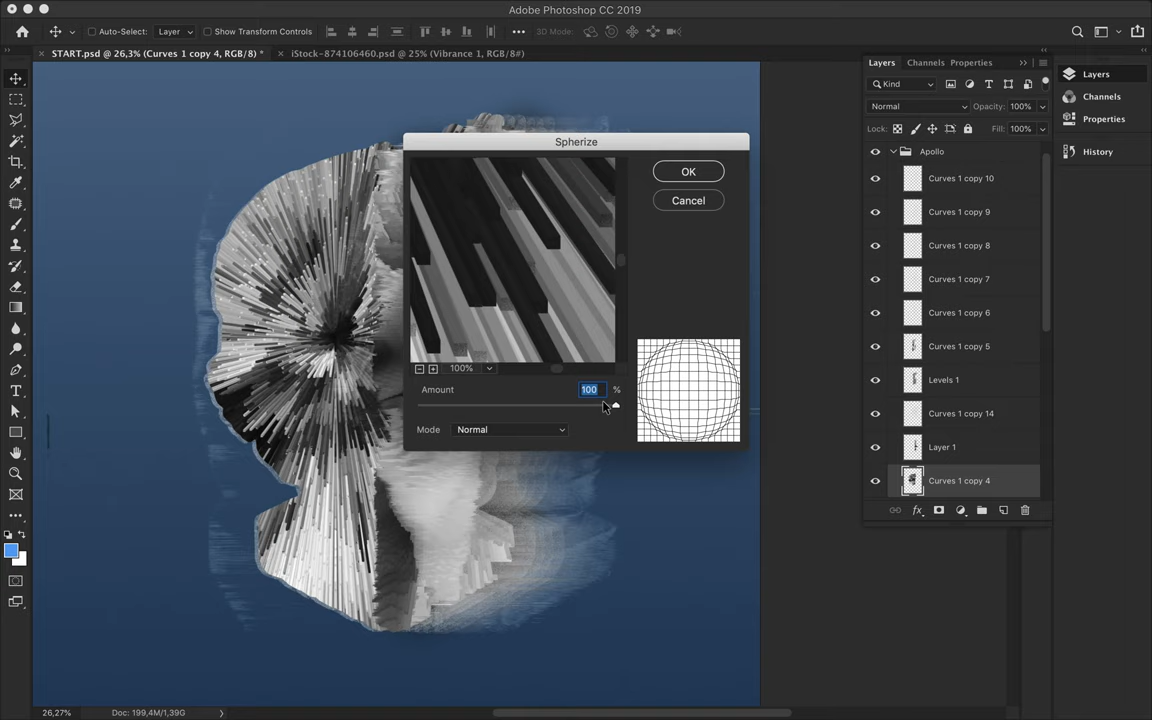 Adobe Photoshop CC 2019
Auto-Select:
Layer
Show Transform Controls
3D Mode:
START.psd @ 26,3% (Curves 1 copy 4, RGB/8) *
iStock-874106460.psd @ 25% (Vibrance 1, RGB/8#)
Spherize
OK
Cancel
100%
Amount
100
%
Mode
Normal
Layers
Channels
Properties
Kind
Normal
Opacity:
100%
Lock:
Fill:
100%
Apollo
Curves 1 copy 10
Curves 1 copy 9
Curves 1 copy 8
Curves 1 copy 7
Curves 1 copy 6
Curves 1 copy 5
Levels 1
Curves 1 copy 14
Layer 1
Curves 1 copy 4
fx
Layers
Channels
Properties
History
26,27%
Doc: 199,4M/1,39G